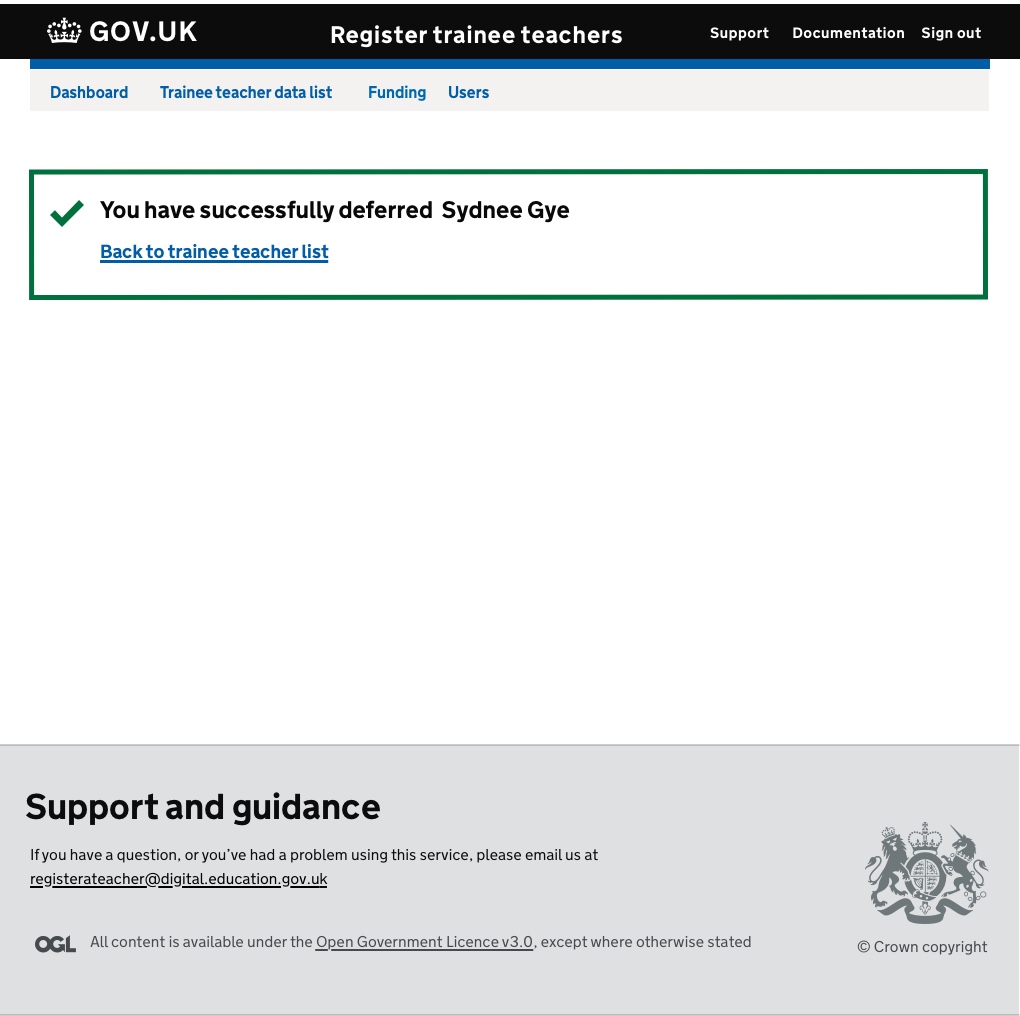 GOV.UK Register trainee teachers Support Documentation Sign out
Dashboard Trainee teacher data list Funding Users
You have successfully deferred Sydnee Gye
Back to trainee teacher list
Support and guidance
If you have a question, or you’ve had a problem using this service, please email us at
registerateacher@digital.education.gov.uk
OGL All content is available under the Open Government Licence v3.0, except where otherwise stated
© Crown copyright